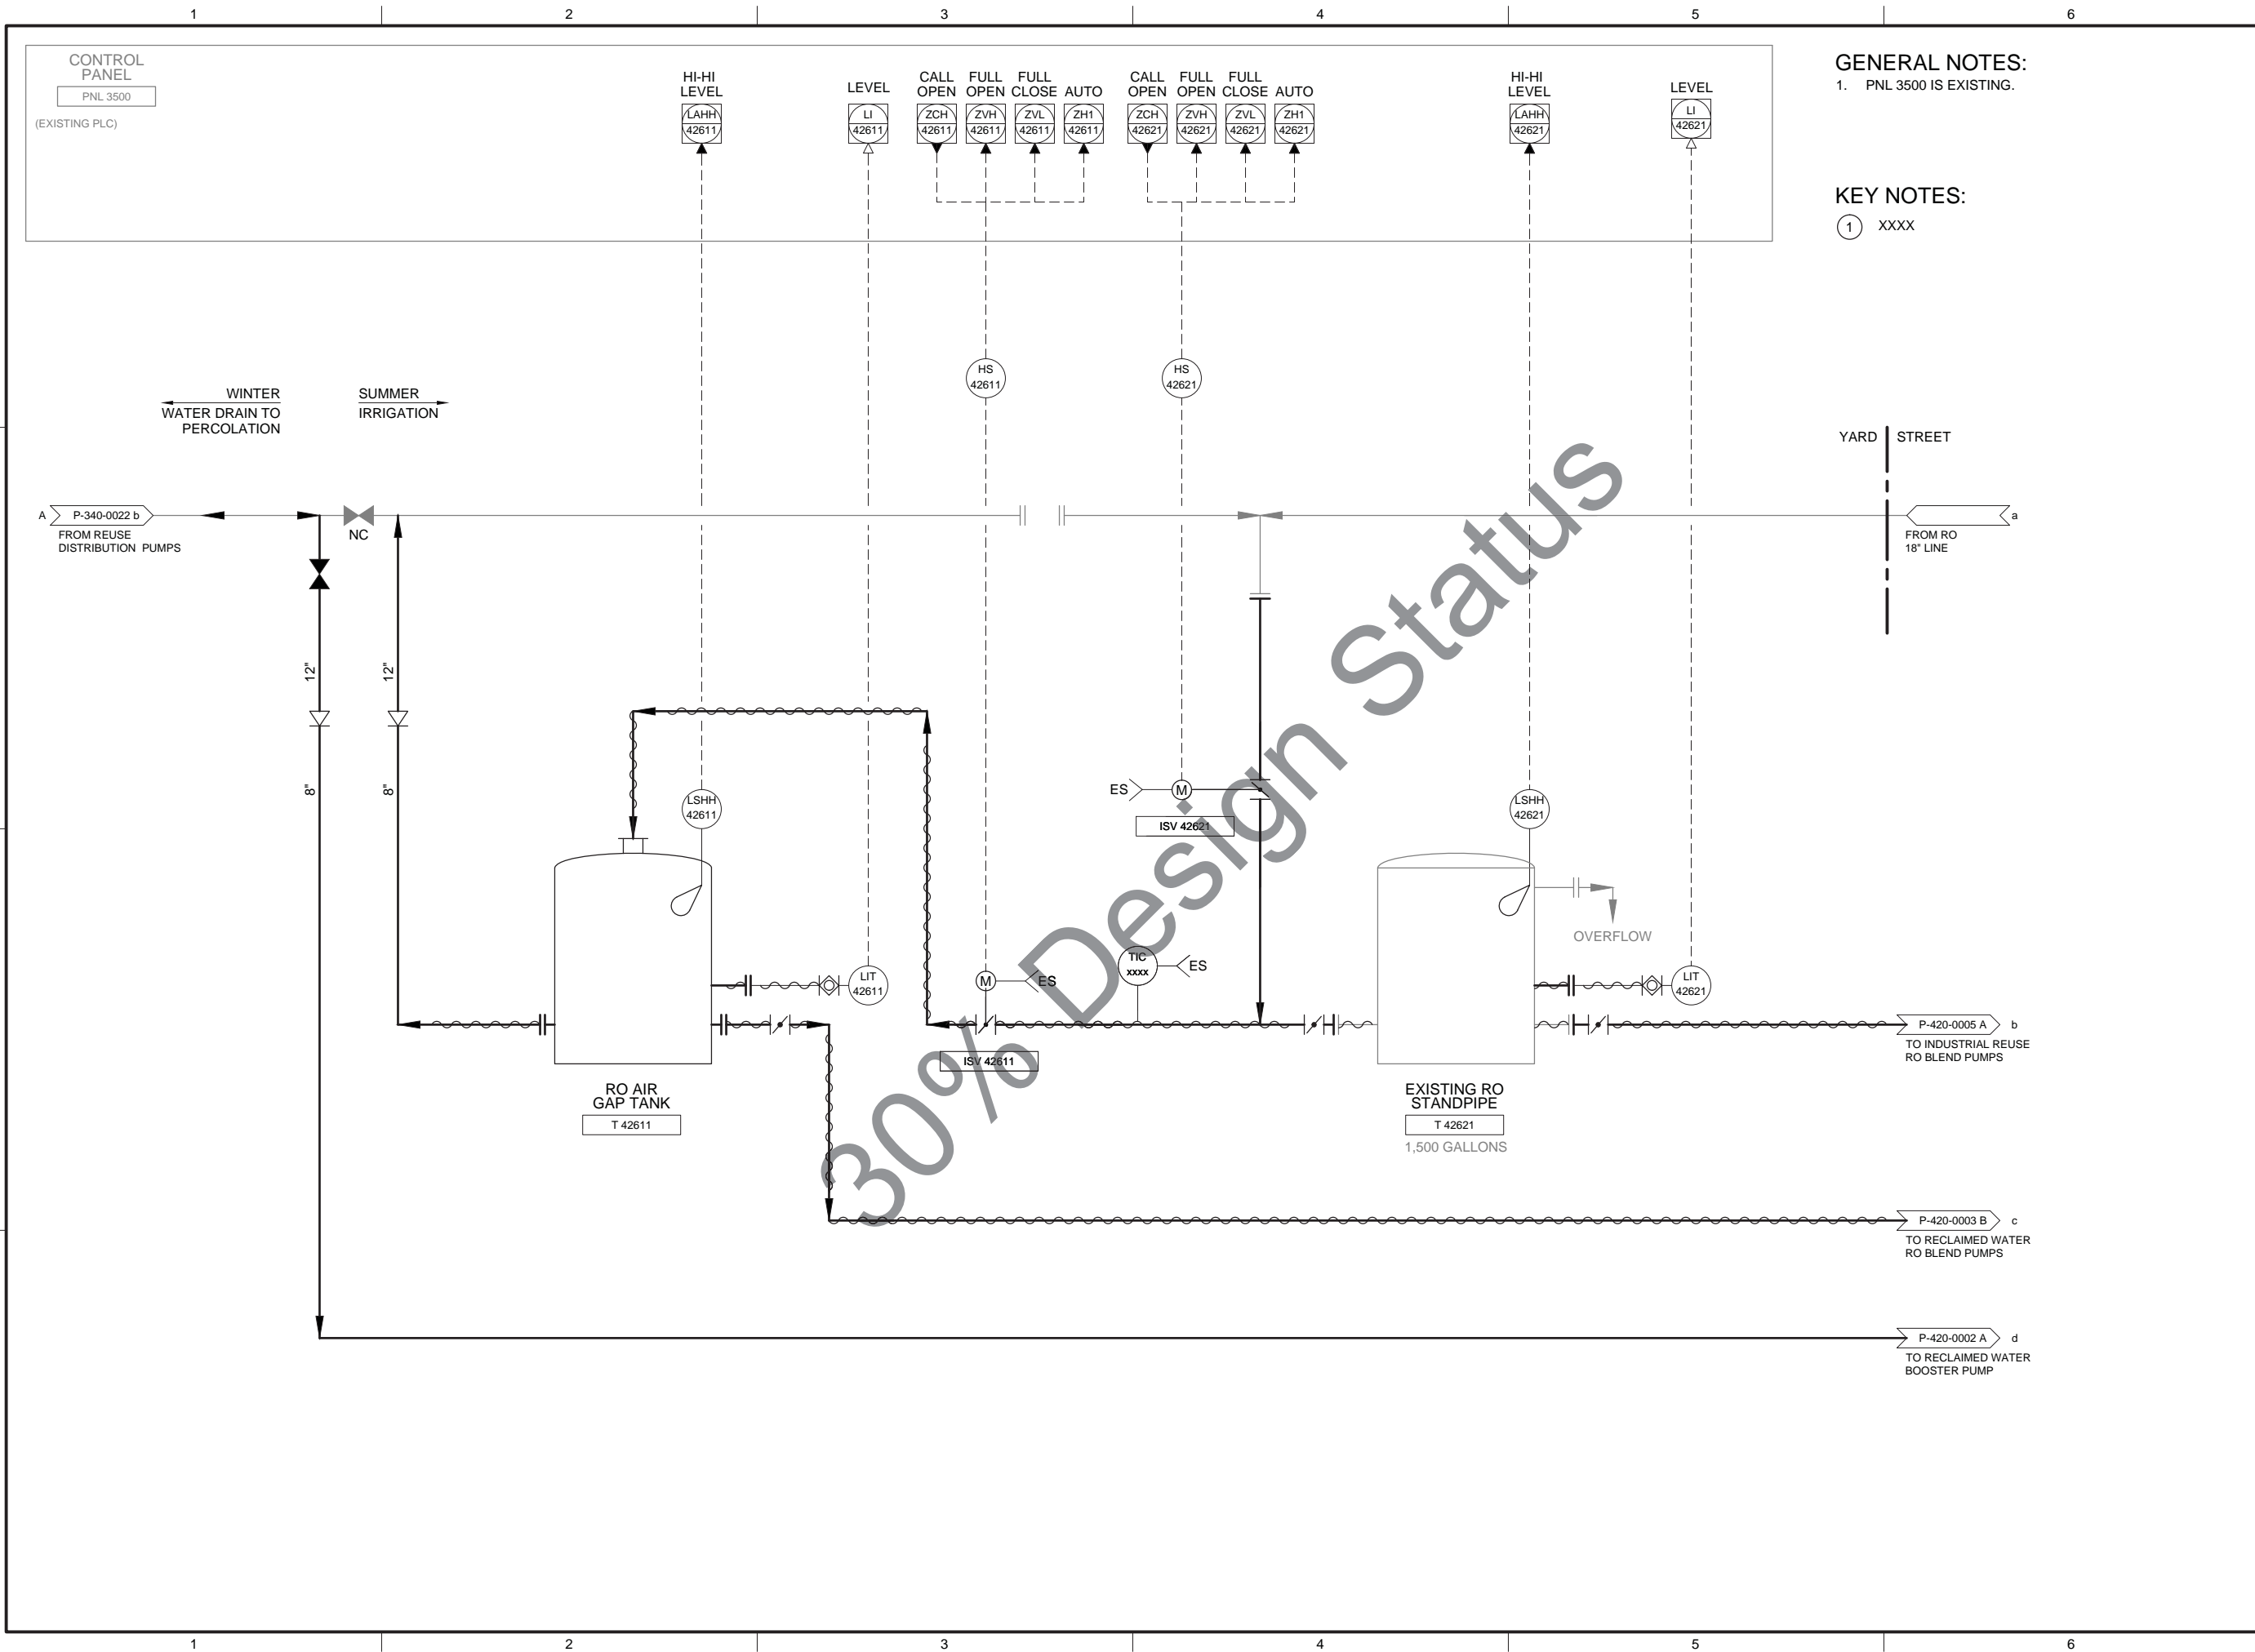 1 2 3 4 5 6
CONTROL
PANEL
PNL 3500
(EXISTING PLC)
HI-HI
LEVEL
LAHH
42611
LEVEL
LI
42611
CALL
OPEN
ZCH
42611
FULL
OPEN
ZVH
42611
FULL
CLOSE
ZVL
42611
AUTO
ZH1
42611
CALL
OPEN
ZCH
42621
FULL
OPEN
ZVH
42621
FULL
CLOSE
ZVL
42621
AUTO
ZH1
42621
HI-HI
LEVEL
LAHH
42621
LEVEL
LI
42621
GENERAL NOTES:
1. PNL 3500 IS EXISTING.
KEY NOTES:
1 XXXX
HS
42611
HS
42621
WINTER
WATER DRAIN TO
PERCOLATION
SUMMER
IRRIGATION
YARD STREET
A P-340-0022 b
FROM REUSE
DISTRIBUTION PUMPS
NC
a
FROM RO
18" LINE
12"
12"
8"
8"
LSHH
42611
ES M
ISV 42621
LSHH
42621
OVERFLOW
LIT
42611
M ES
TIC
xxxx
ES
LIT
42621
ISV 42611
P-420-0005 A b
TO INDUSTRIAL REUSE
RO BLEND PUMPS
RO AIR
GAP TANK
T 42611
EXISTING RO
STANDPIPE
T 42621
1,500 GALLONS
P-420-0003 B c
TO RECLAIMED WATER
RO BLEND PUMPS
P-420-0002 A d
TO RECLAIMED WATER
BOOSTER PUMP
30% Design Status
1 2 3 4 5 6